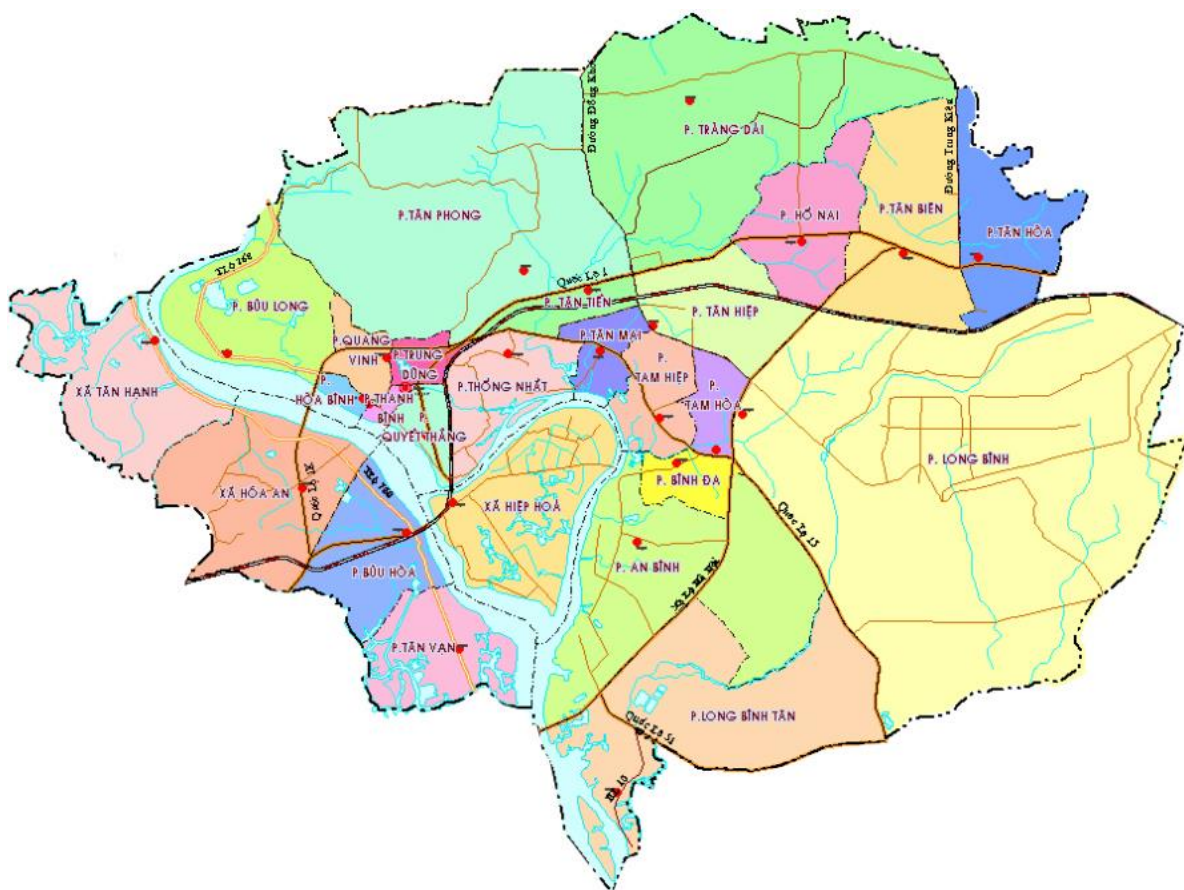 Đường Đồng Khởi
P. TRẢNG DÀI
Đường Trung Kiên
P. HỐ NAI
P.TÂN BIÊN
P.TÂN HÒA
P.TÂN PHONG
P. BỬU LONG
Quốc Lộ 1
P. TÂN TIẾN
P. TÂN HIỆP
P.QUANG
VINH
P.TRUNG
DŨNG
P.TÂN MAI
P.THỐNG NHẤT
P.
TAM HIỆP
P.
TAM HÒA
XÃ TÂN HẠNH
P.
HÒA BÌNH
P.THANH
BÌNH
P.
QUYẾT THẮNG
P. LONG BÌNH
P. BÌNH ĐA
XÃ HÓA AN
XÃ HIỆP HOÀ
Quốc Lộ 15
P. AN BÌNH
P.BỬU HÒA
P.TÂN VẠN
P.LONG BÌNH TÂN
Quốc Lộ 51